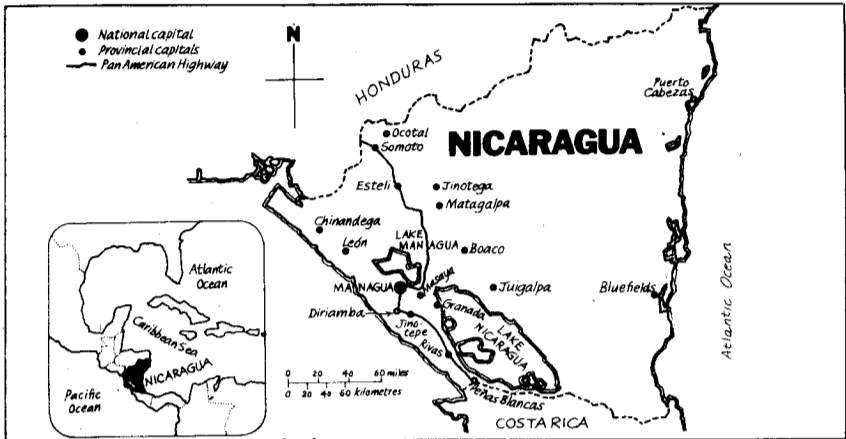 National capital
Provincial capitals
Pan American Highway
N
HONDURAS
Puerto
Cabezas
NICARAGUA
Ocotal
Somoto
Esteli
Jinotega
Matagalpa
Chinandega
León
LAKE
MANAGUA
Boaco
MANAGUA
Masaya
Juigalpa
Bluefields
Granada
Diriamba
Jino-
tepe
Rivas
LAKE
NICARAGUA
Peñas Blancas
COSTA RICA
Atlantic Ocean
0 20 40 60 miles
0 20 40 60 kilometres
Atlantic
Ocean
Caribbean Sea
NICARAGUA
Pacific
Ocean